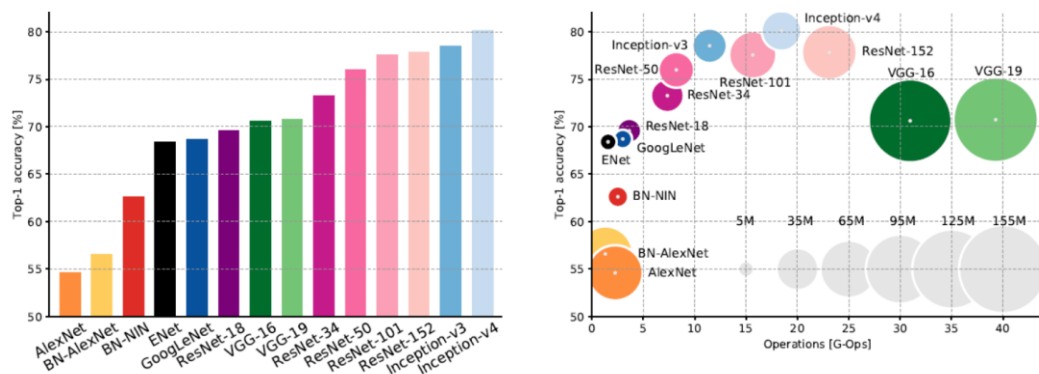 Top-1 accuracy [%]
80
75
70
65
60
55
50
AlexNet
BN-AlexNet
BN-NIN
ENet
GoogLeNet
ResNet-18
VGG-16
VGG-19
ResNet-34
ResNet-50
ResNet-101
ResNet-152
Inception-v3
Inception-v4
Top-1 accuracy [%]
80
75
70
65
60
55
50
Inception-v4
Inception-v3
ResNet-152
ResNet-50
VGG-16
VGG-19
ResNet-101
ResNet-34
ResNet-18
GoogLeNet
ENet
BN-NIN
5M 35M 65M 95M 125M 155M
BN-AlexNet
AlexNet
0 5 10 15 20 25 30 35 40
Operations [G-Ops]